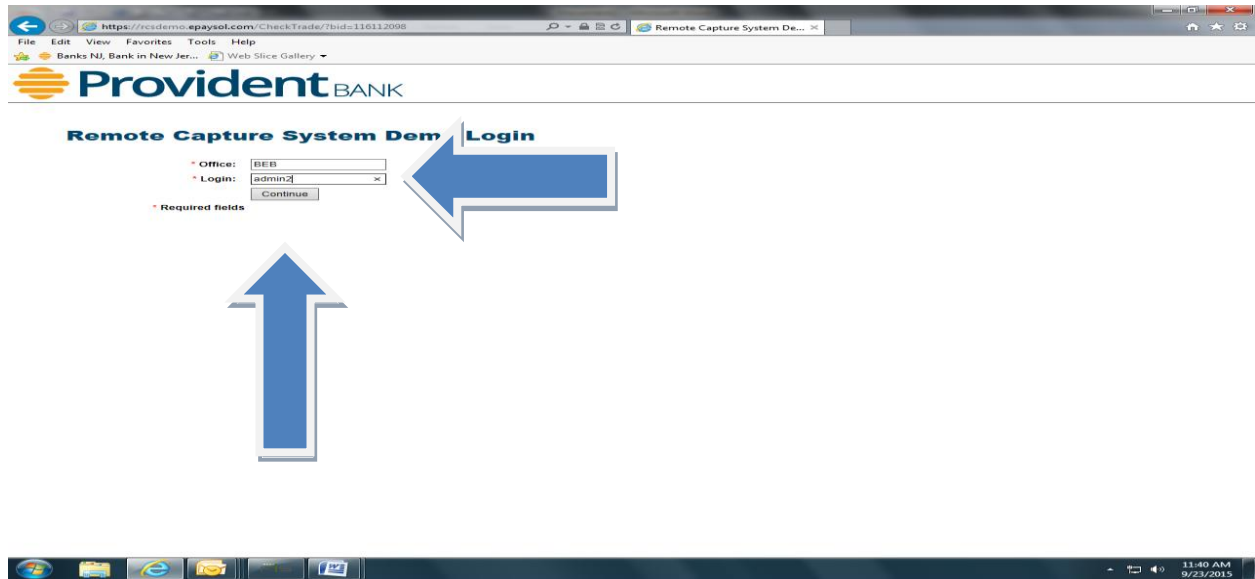 https://rcsdemo.epaysol.com/CheckTrade/?bid=116112098
Remote Capture System De...
File Edit View Favorites Tools Help
Banks NJ, Bank in New Jer... Web Slice Gallery
Provident BANK
Remote Capture System Dem Login
* Office: BEB
* Login: admin2
Continue
* Required fields
11:40 AM
9/23/2015